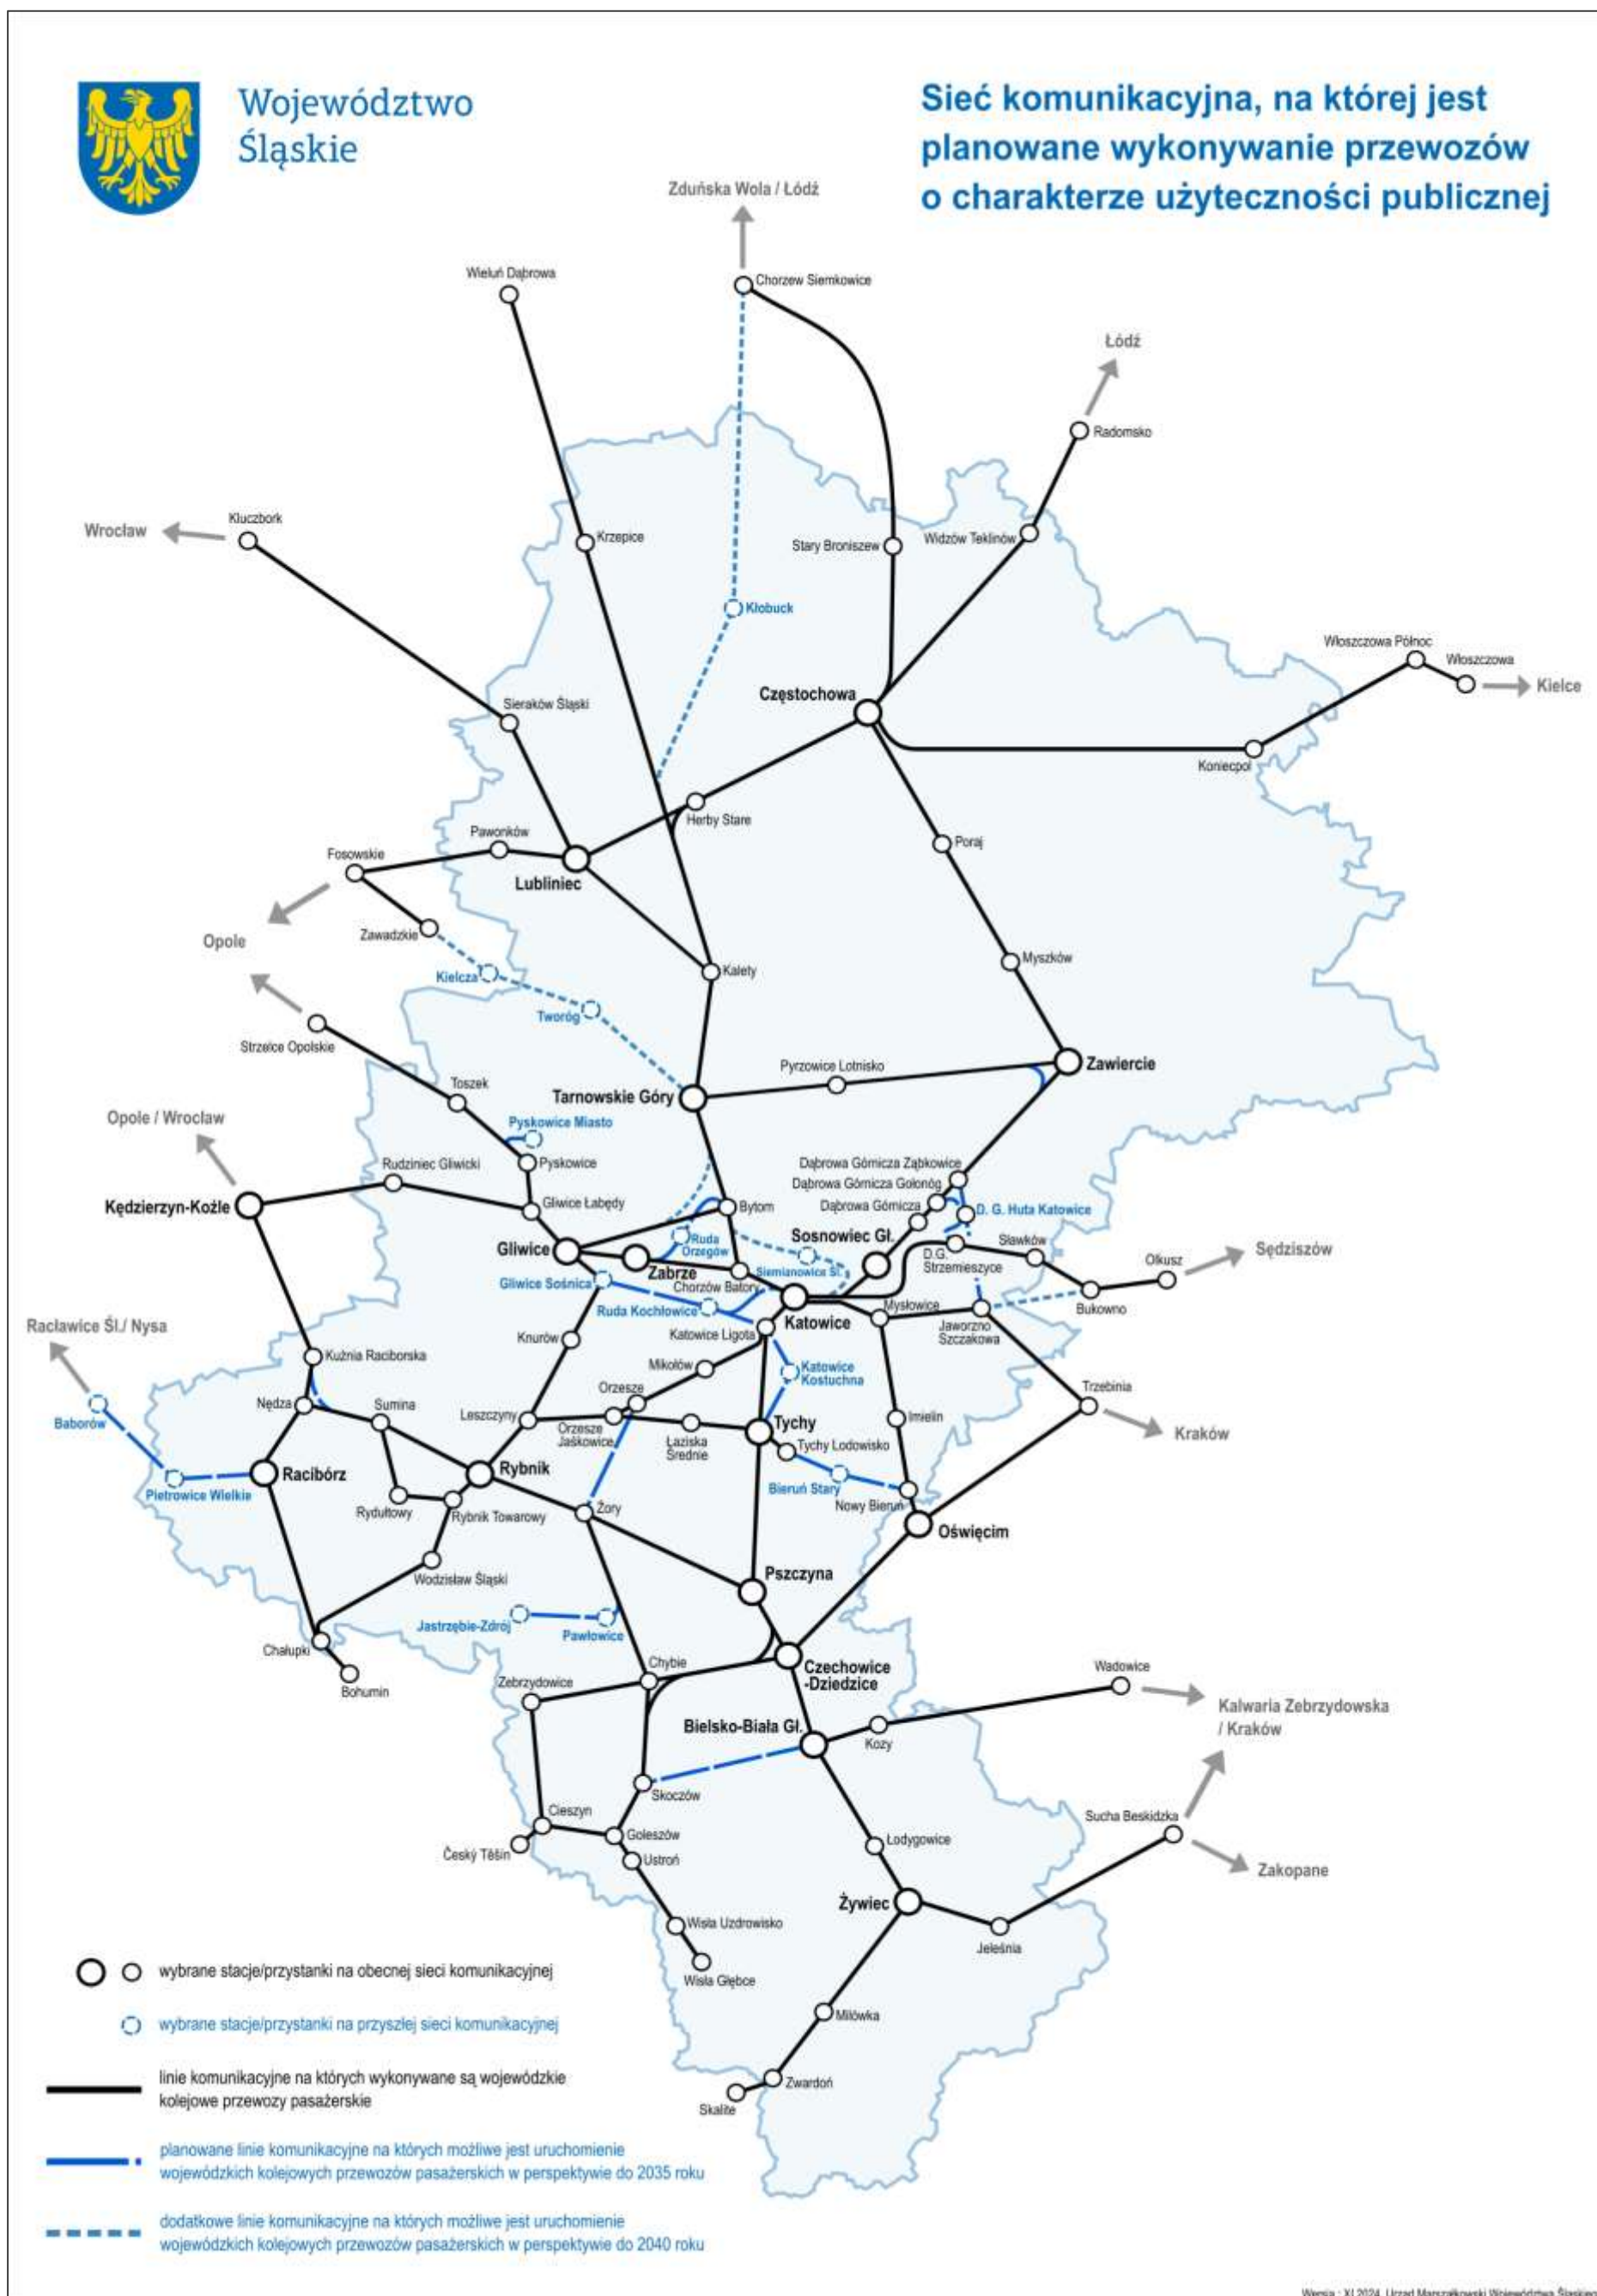 Województwo
Śląskie
Sieć komunikacyjna, na której jest
planowane wykonywanie przewozów
o charakterze użyteczności publicznej
Zduńska Wola / Łódź
Wieluń Dąbrowa
Chorzew Siemkowice
Łódź
Radomsko
Kluczbork
Wrocław
Krzepice
Stary Broniszew
Widzów Teklinów
Kłobuck
Włoszczowa Północ
Włoszczowa
Kielce
Częstochowa
Sieraków Śląski
Koniecpol
Herby Stare
Pawonków
Poraj
Fosowskie
Lubliniec
Opole
Zawadzkie
Kielcza
Kalety
Myszków
Tworóg
Strzelce Opolskie
Pyrzowice Lotnisko
Zawiercie
Toszek
Tarnowskie Góry
Opole / Wrocław
Pyskowice Miasto
Rudziniec Gliwicki
Pyskowice
Dąbrowa Górnicza Ząbkowice
Dąbrowa Górnicza Gołonóg
Kędzierzyn-Koźle
Gliwice Łabędy
Bytom
Dąbrowa Górnicza
D. G. Huta Katowice
Gliwice
Ruda
Orzegów
Sosnowiec Gł.
Sławków
Sędziszów
D.G.
Strzemieszyce
Olkusz
Zabrze
Siemianowice Śl.
Gliwice Sośnica
Chorzów Batory
Ruda Kochłowice
Mysłowice
Bukowno
Katowice
Jaworzno
Szczakowa
Racławice Śl./ Nysa
Knurów
Katowice Ligota
Kuźnia Raciborska
Mikołów
Katowice
Kostuchna
Orzesze
Trzebinia
Nędza
Sumina
Leszczyny
Orzesze
Jaśkowice
Łaziska
Średnie
Tychy
Imielin
Kraków
Baborów
Tychy Lodowisko
Racibórz
Rybnik
Pietrowice Wielkie
Bieruń Stary
Nowy Bieruń
Rydułtowy
Rybnik Towarowy
Żory
Oświęcim
Wodzisław Śląski
Pszczyna
Jastrzębie-Zdrój
Pawłowice
Chałupki
Bohumin
Chybie
Zebrzydowice
Czechowice
-Dziedzice
Wadowice
Kalwaria Zebrzydowska
/ Kraków
Bielsko-Biała Gł.
Kozy
Skoczów
Cieszyn
Goleszów
Český Těšín
Ustroń
Łodygowice
Sucha Beskidzka
Zakopane
Żywiec
Wisła Uzdrowisko
Jeleśnia
Wisła Głębce
wybrane stacje/przystanki na obecnej sieci komunikacyjnej
Milówka
wybrane stacje/przystanki na przyszłej sieci komunikacyjnej
linie komunikacyjne na których wykonywane są wojewódzkie
kolejowe przewozy pasażerskie
Zwardoń
Skalite
planowane linie komunikacyjne na których możliwe jest uruchomienie
wojewódzkich kolejowych przewozów pasażerskich w perspektywie do 2035 roku
dodatkowe linie komunikacyjne na których możliwe jest uruchomienie
wojewódzkich kolejowych przewozów pasażerskich w perspektywie do 2040 roku
Wersja : XI 2024, Urząd Marszałkowski Województwa Śląskiego